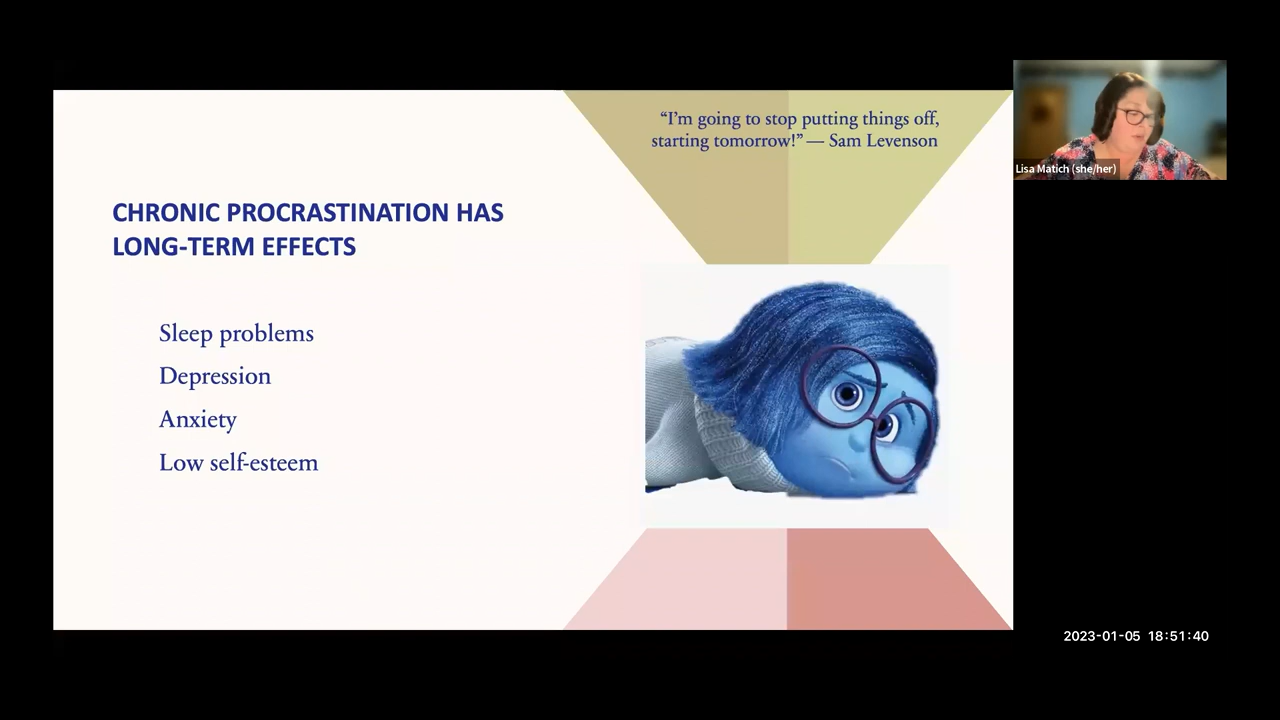 “I’m going to stop putting things off,
starting tomorrow!” — Sam Levenson
CHRONIC PROCRASTINATION HAS
LONG-TERM EFFECTS
Sleep problems
Depression
Anxiety
Low self-esteem
Lisa Matich (she/her)
2023-01-05 18:51:40